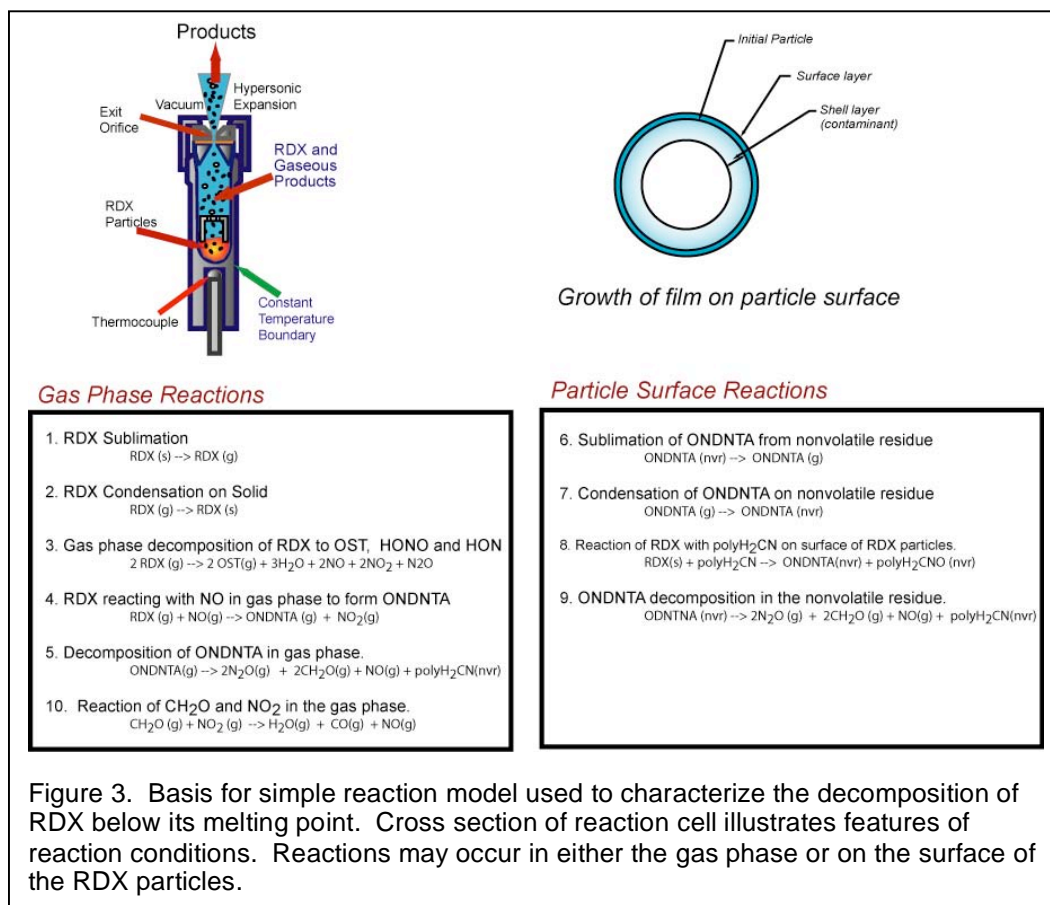 Products
Vacuum
Hypersonic
Expansion
Exit
Orifice
RDX and
Gaseous
Products
RDX
Particles
Thermocouple
Constant
Temperature
Boundary
Initial Particle
Surface layer
Shell layer
(contaminant)
Growth of film on particle surface
Gas Phase Reactions
1. RDX Sublimation
RDX (s) --> RDX (g)
2. RDX Condensation on Solid
RDX (g) --> RDX (s)
3. Gas phase decomposition of RDX to OST, HONO and HON
2 RDX (g) --> 2 OST(g) + 3H₂O + 2NO + 2NO₂ + N2O
4. RDX reacting with NO in gas phase to form ONDNTA
RDX (g) + NO(g) --> ONDNTA (g) + NO₂(g)
5. Decomposition of ONDNTA in gas phase.
ONDNTA(g) --> 2N₂O(g) + 2CH₂O(g) + NO(g) + polyH₂CN(nvr)
10. Reaction of CH₂O and NO₂ in the gas phase.
CH₂O (g) + NO₂ (g) --> H₂O(g) + CO(g) + NO(g)
Particle Surface Reactions
6. Sublimation of ONDNTA from nonvolatile residue
ONDNTA (nvr) --> ONDNTA (g)
7. Condensation of ONDNTA on nonvolatile residue
ONDNTA (g) --> ONDNTA (nvr)
8. Reaction of RDX with polyH₂CN on surface of RDX particles.
RDX(s) + polyH₂CN --> ONDNTA(nvr) + polyH₂CNO (nvr)
9. ONDNTA decomposition in the nonvolatile residue.
ODNTNA (nvr) --> 2N₂O (g) + 2CH₂O (g) + NO(g) + polyH₂CN(nvr)
Figure 3. Basis for simple reaction model used to characterize the decomposition of
RDX below its melting point. Cross section of reaction cell illustrates features of
reaction conditions. Reactions may occur in either the gas phase or on the surface of
the RDX particles.